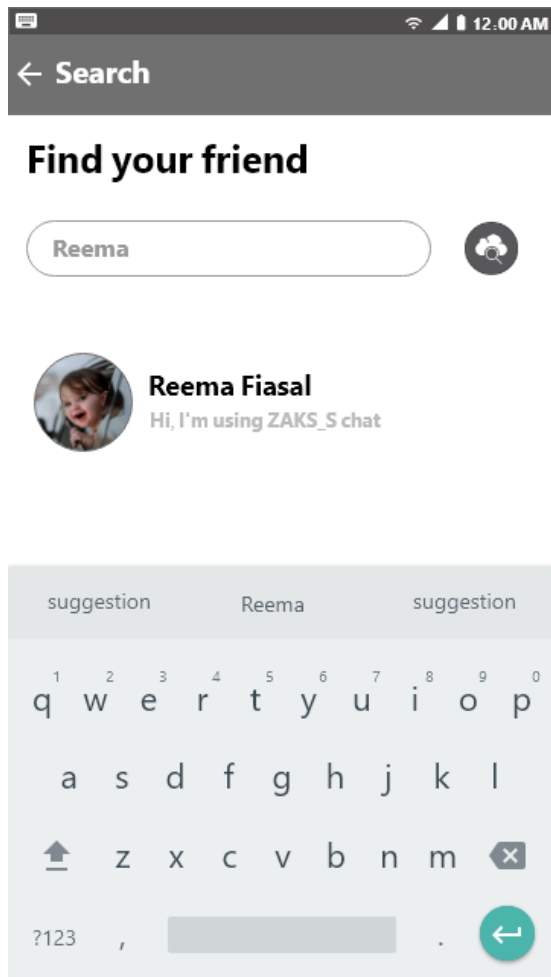 12:00 AM
Search
Find your friend
Reema
Reema Fiasal
Hi, I'm using ZAKS_S chat
suggestion Reema suggestion
1 2 3 4 5 6 7 8 9 0
q w e r t y u i o p
a s d f g h j k l
z x c v b n m
?123 , .